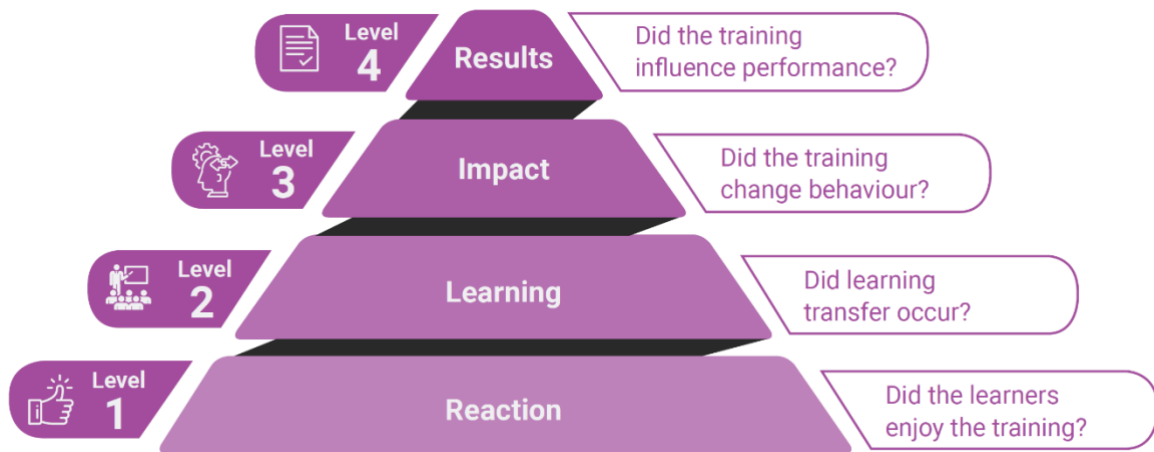 Level
4
Results
Did the training
influence performance?
Level
3
Impact
Did the training
change behaviour?
Level
2
Learning
Did learning
transfer occur?
Level
1
Reaction
Did the learners
enjoy the training?